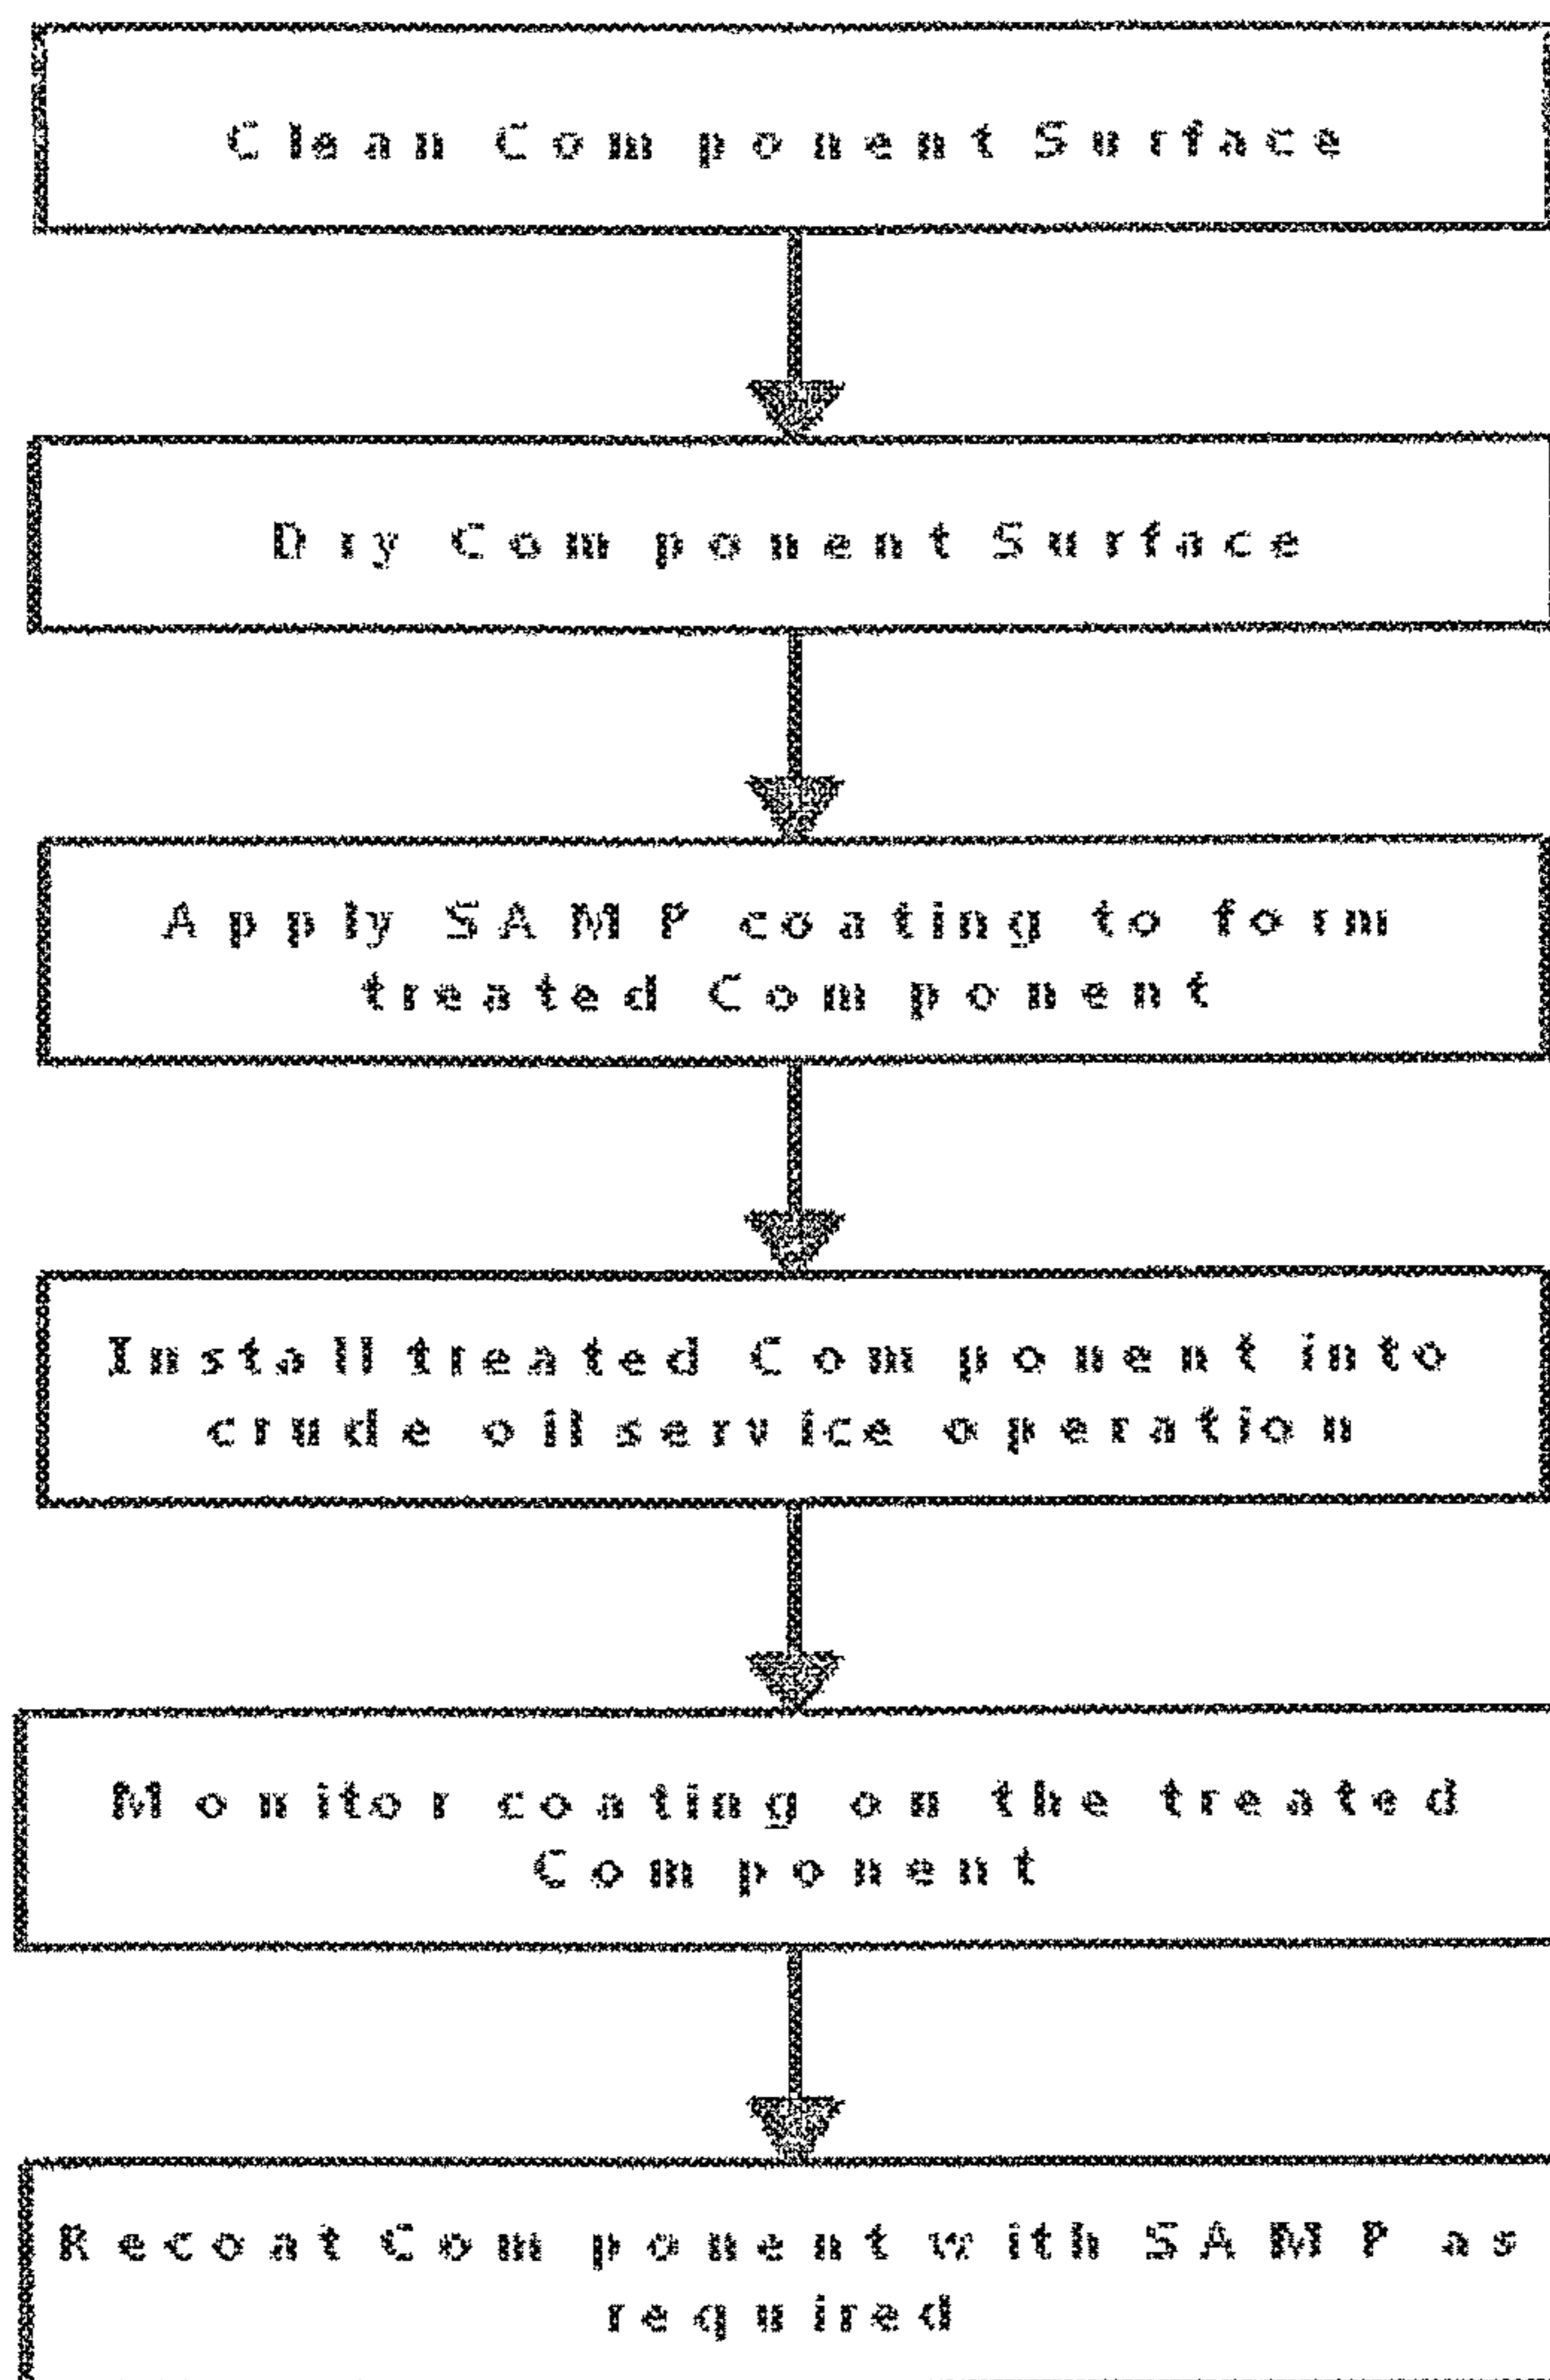 Clean Component Surface
Dry Component Surface
Apply SAMP coating to form
treated Component
Install treated Component into
crude oil service operation
Monitor coating on the treated
Component
Recoat Component with SAMP as
required